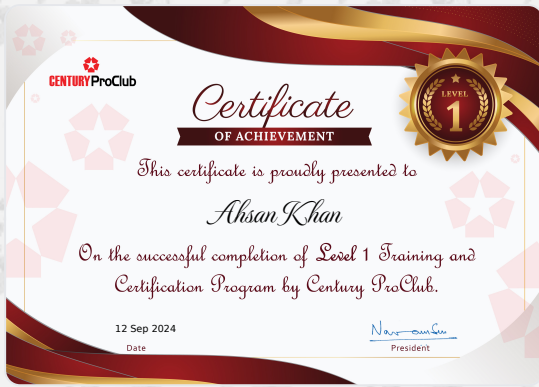 CENTURY ProClub
LEVEL
1
Certificate
OF ACHIEVEMENT
This certificate is proudly presented to
Ahsan Khan
On the successful completion of Level 1 Training and
Certification Program by Century ProClub.
12 Sep 2024
Date
President